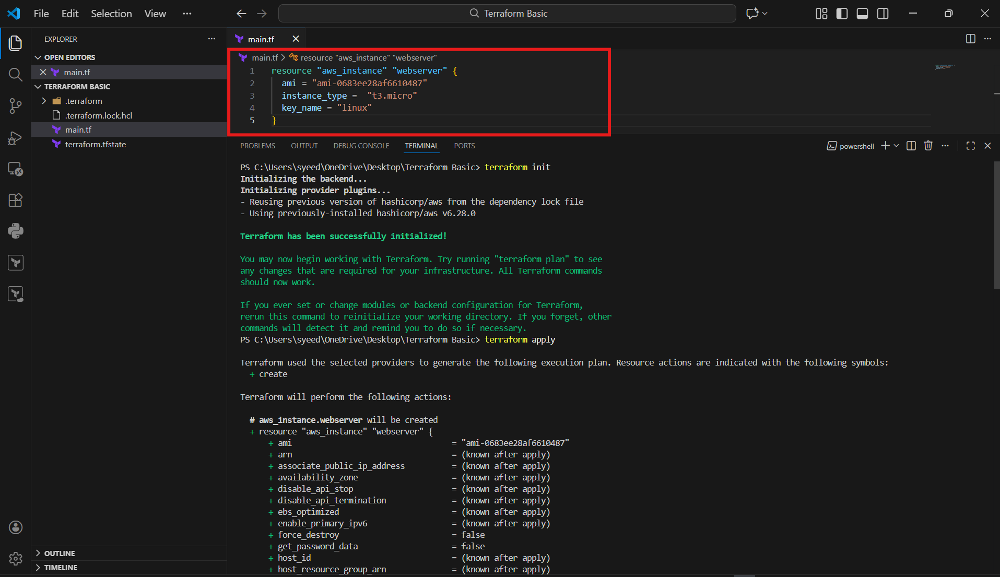 File Edit Selection View ··· Terraform Basic
EXPLORER ···
OPEN EDITORS
main.tf
TERRAFORM BASIC
.terraform
.terraform.lock.hcl
main.tf
terraform.tfstate
OUTLINE
TIMELINE
main.tf
main.tf > resource "aws_instance" "webserver"
1 resource "aws_instance" "webserver" {
2 ami = "ami-0683ee28af6610487"
3 instance_type =  "t3.micro"
4 key_name = "linux"
5 }
PROBLEMS OUTPUT DEBUG CONSOLE TERMINAL PORTS powershell
PS C:\Users\syeed\OneDrive\Desktop\Terraform Basic> terraform init
Initializing the backend...
Initializing provider plugins...
- Reusing previous version of hashicorp/aws from the dependency lock file
- Using previously-installed hashicorp/aws v6.28.0
Terraform has been successfully initialized!
You may now begin working with Terraform. Try running "terraform plan" to see
any changes that are required for your infrastructure. All Terraform commands
should now work.
If you ever set or change modules or backend configuration for Terraform,
rerun this command to reinitialize your working directory. If you forget, other
commands will detect it and remind you to do so if necessary.
PS C:\Users\syeed\OneDrive\Desktop\Terraform Basic> terraform apply
Terraform used the selected providers to generate the following execution plan. Resource actions are indicated with the following symbols:
+ create
Terraform will perform the following actions:
# aws_instance.webserver will be created
+ resource "aws_instance" "webserver" {
+ ami = "ami-0683ee28af6610487"
+ arn = (known after apply)
+ associate_public_ip_address = (known after apply)
+ availability_zone = (known after apply)
+ disable_api_stop = (known after apply)
+ disable_api_termination = (known after apply)
+ ebs_optimized = (known after apply)
+ enable_primary_ipv6 = (known after apply)
+ force_destroy = false
+ get_password_data = false
+ host_id = (known after apply)
+ host_resource_group_arn = (known after apply)